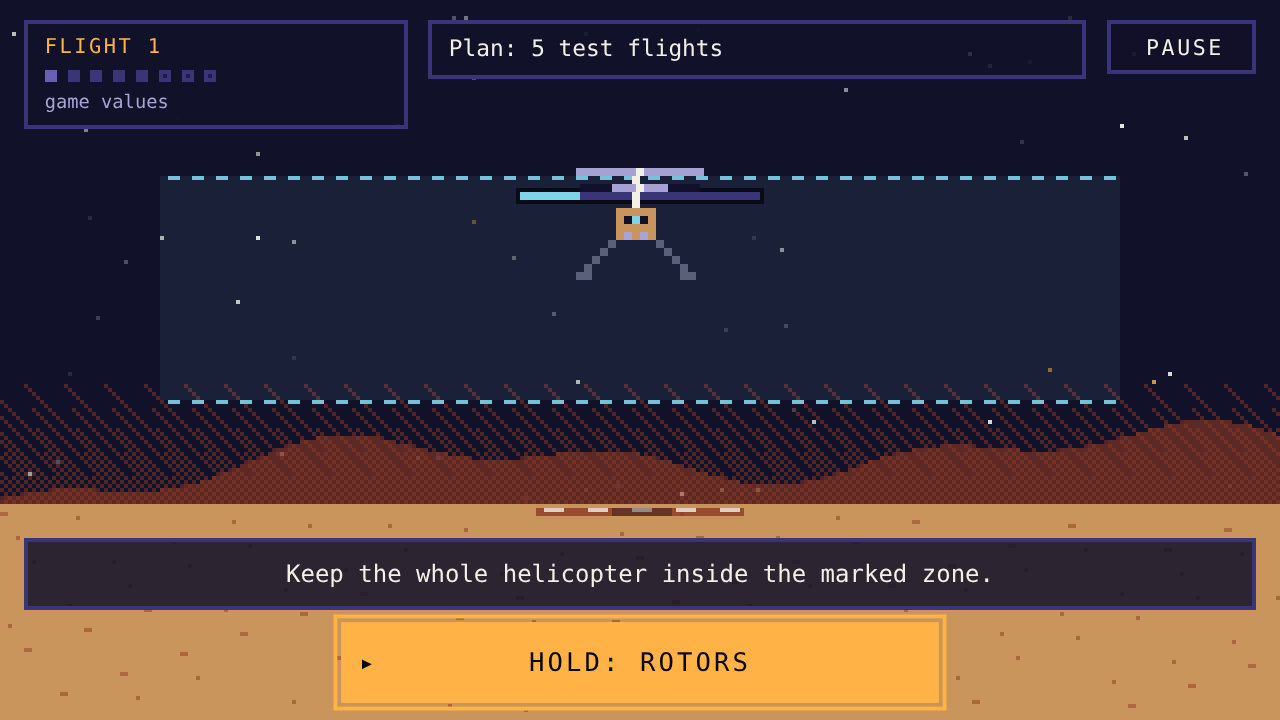 FLIGHT 1
game values
Plan: 5 test flights
PAUSE
Keep the whole helicopter inside the marked zone.
HOLD: ROTORS